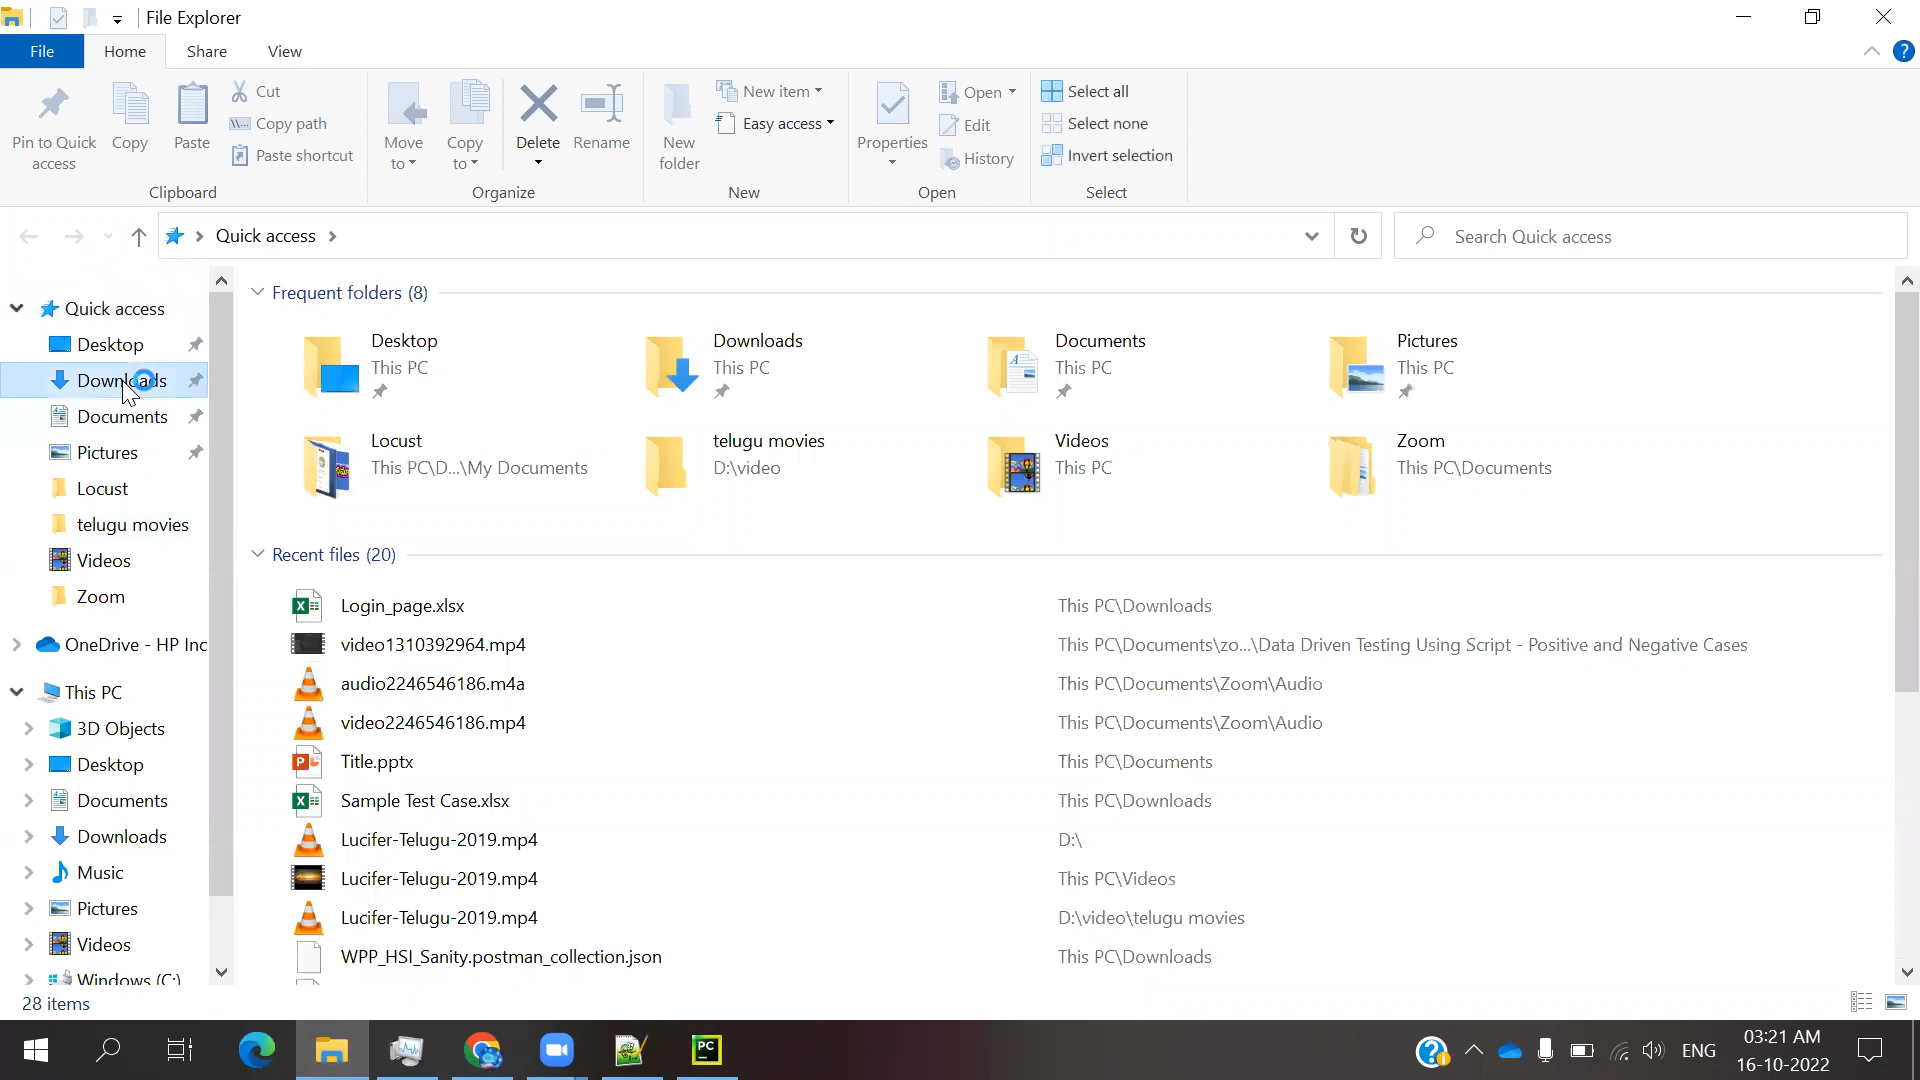 File Explorer
File Home Share View
Pin to Quick access
Copy
Paste
Cut
Copy path
Paste shortcut
Clipboard
Move to
Copy to
Delete
Rename
Organize
New folder
New item
Easy access
New
Properties
Open
Edit
History
Open
Select all
Select none
Invert selection
Select
Quick access
Search Quick access
Quick access
Desktop
Downloads
Documents
Pictures
Locust
telugu movies
Videos
Zoom
OneDrive - HP Inc
This PC
3D Objects
Desktop
Documents
Downloads
Music
Pictures
Videos
Windows (C:)
Frequent folders (8)
Desktop
This PC
Downloads
This PC
Documents
This PC
Pictures
This PC
Locust
This PC\D...\My Documents
telugu movies
D:\video
Videos
This PC
Zoom
This PC\Documents
Recent files (20)
Login_page.xlsx This PC\Downloads
video1310392964.mp4 This PC\Documents\zo...\Data Driven Testing Using Script - Positive and Negative Cases
audio2246546186.m4a This PC\Documents\Zoom\Audio
video2246546186.mp4 This PC\Documents\Zoom\Audio
Title.pptx This PC\Documents
Sample Test Case.xlsx This PC\Downloads
Lucifer-Telugu-2019.mp4 D:\
Lucifer-Telugu-2019.mp4 This PC\Videos
Lucifer-Telugu-2019.mp4 D:\video\telugu movies
WPP_HSI_Sanity.postman_collection.json This PC\Downloads
28 items
PC
ENG
03:21 AM
16-10-2022